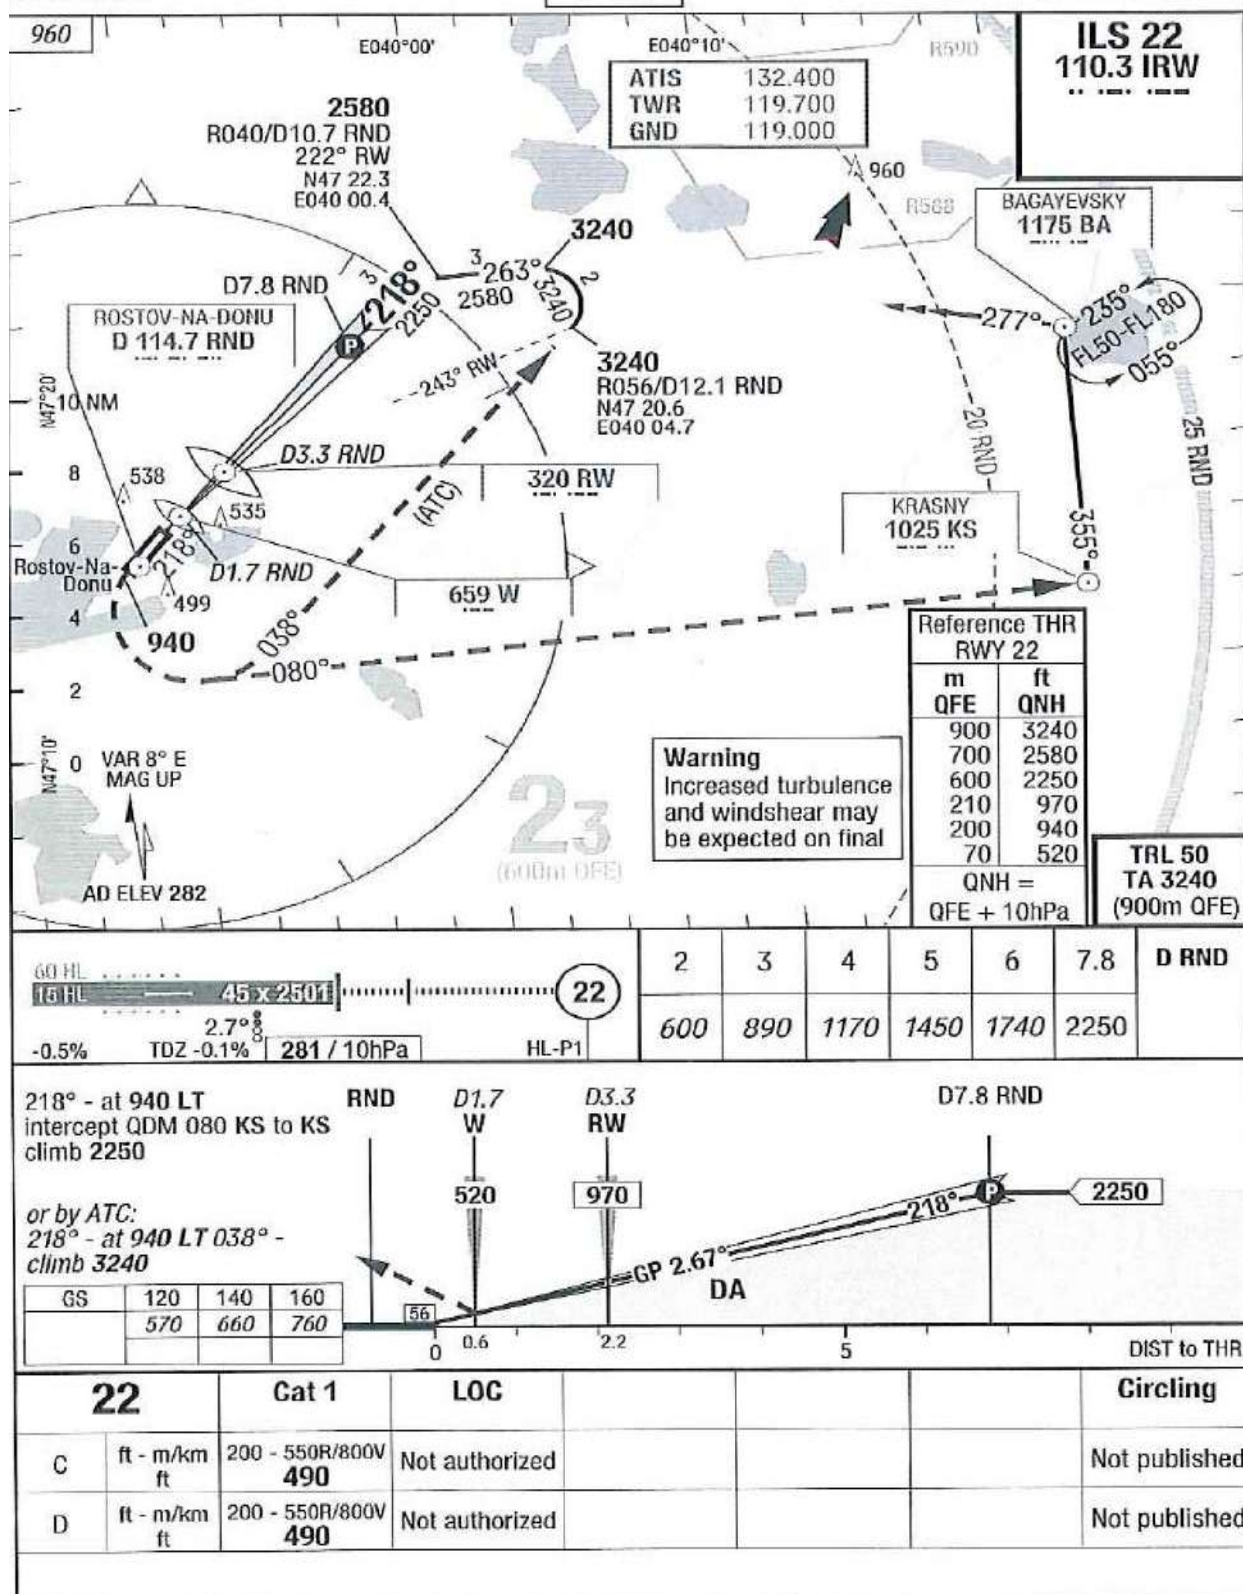 960
E040°00'
E040°10'
R590
ILS 22
110.3 IRW
ATIS 132.400
TWR 119.700
GND 119.000
2580
R040/D10.7 RND
222° RW
N47 22.3
E040 00.4
960
R588
BAGAYEVSKY
1175 BA
3240
3
263°
2
3
218°
2580
3240
2250
D7.8 RND
P
ROSTOV-NA-DONU
D 114.7 RND
277°
235°
FL50-FL180
055°
3240
R056/D12.1 RND
N47 20.6
E040 04.7
243° RW
N47°20'
10 NM
20 RND
25 RND
D3.3 RND
8
538
320 RW
(ATC)
535
KRASNY
1025 KS
355°
6
Rostov-Na-
Donu
218°
D1.7 RND
499
659 W
4
940
038°
080°
2
Reference THR
RWY 22
m ft
QFE QNH
900 3240
700 2580
600 2250
210 970
200 940
70 520
QNH =
QFE + 10hPa
N47°10'
0
VAR 8° E
MAG UP
AD ELEV 282
23
(600m QFE)
Warning
Increased turbulence
and windshear may
be expected on final
TRL 50
TA 3240
(900m QFE)
60 HL
15 HL 45 x 2501
22
2.7°
-0.5% TDZ -0.1% 281 / 10hPa HL-P1
2 3 4 5 6 7.8 D RND
600 890 1170 1450 1740 2250
218° - at 940 LT
intercept QDM 080 KS to KS
climb 2250
or by ATC:
218° - at 940 LT 038° -
climb 3240
RND
D1.7
W
D3.3
RW
D7.8 RND
520
970
218°
P
2250
GP 2.67°
DA
56
0 0.6 2.2 5 DIST to THR
GS 120 140 160
570 660 760
22 Cat 1 LOC Circling
C ft - m/km 200 - 550R/800V Not authorized Not published
ft 490
D ft - m/km 200 - 550R/800V Not authorized Not published
ft 490